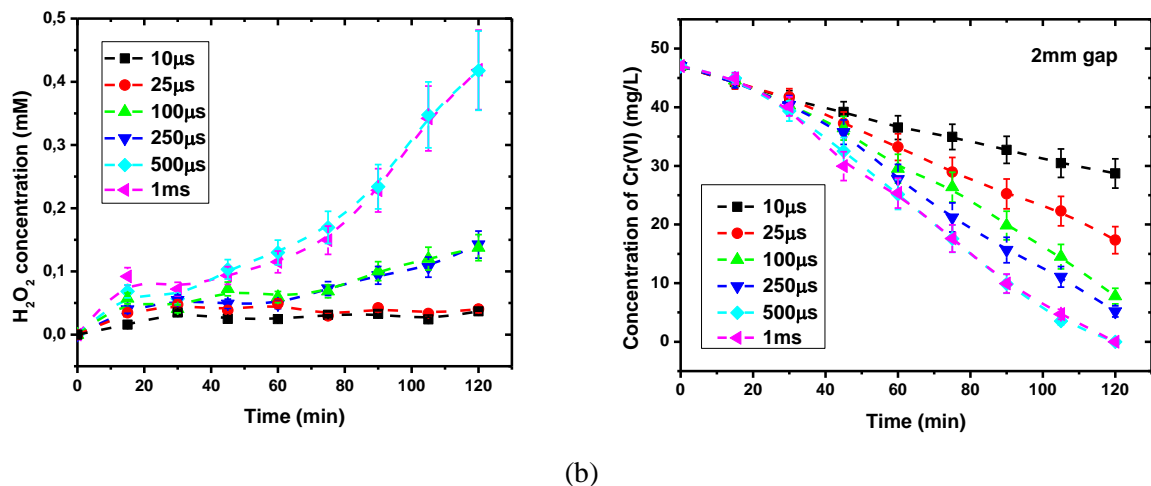 0,5
0,4
0,3
0,2
0,1
0,0
H₂O₂ concentration (mM)
10µs
25µs
100µs
250µs
500µs
1ms
0 20 40 60 80 100 120
Time (min)
50
40
30
20
10
0
Concentration of Cr(VI) (mg/L)
2mm gap
10µs
25µs
100µs
250µs
500µs
1ms
0 20 40 60 80 100 120
Time (min)
(b)